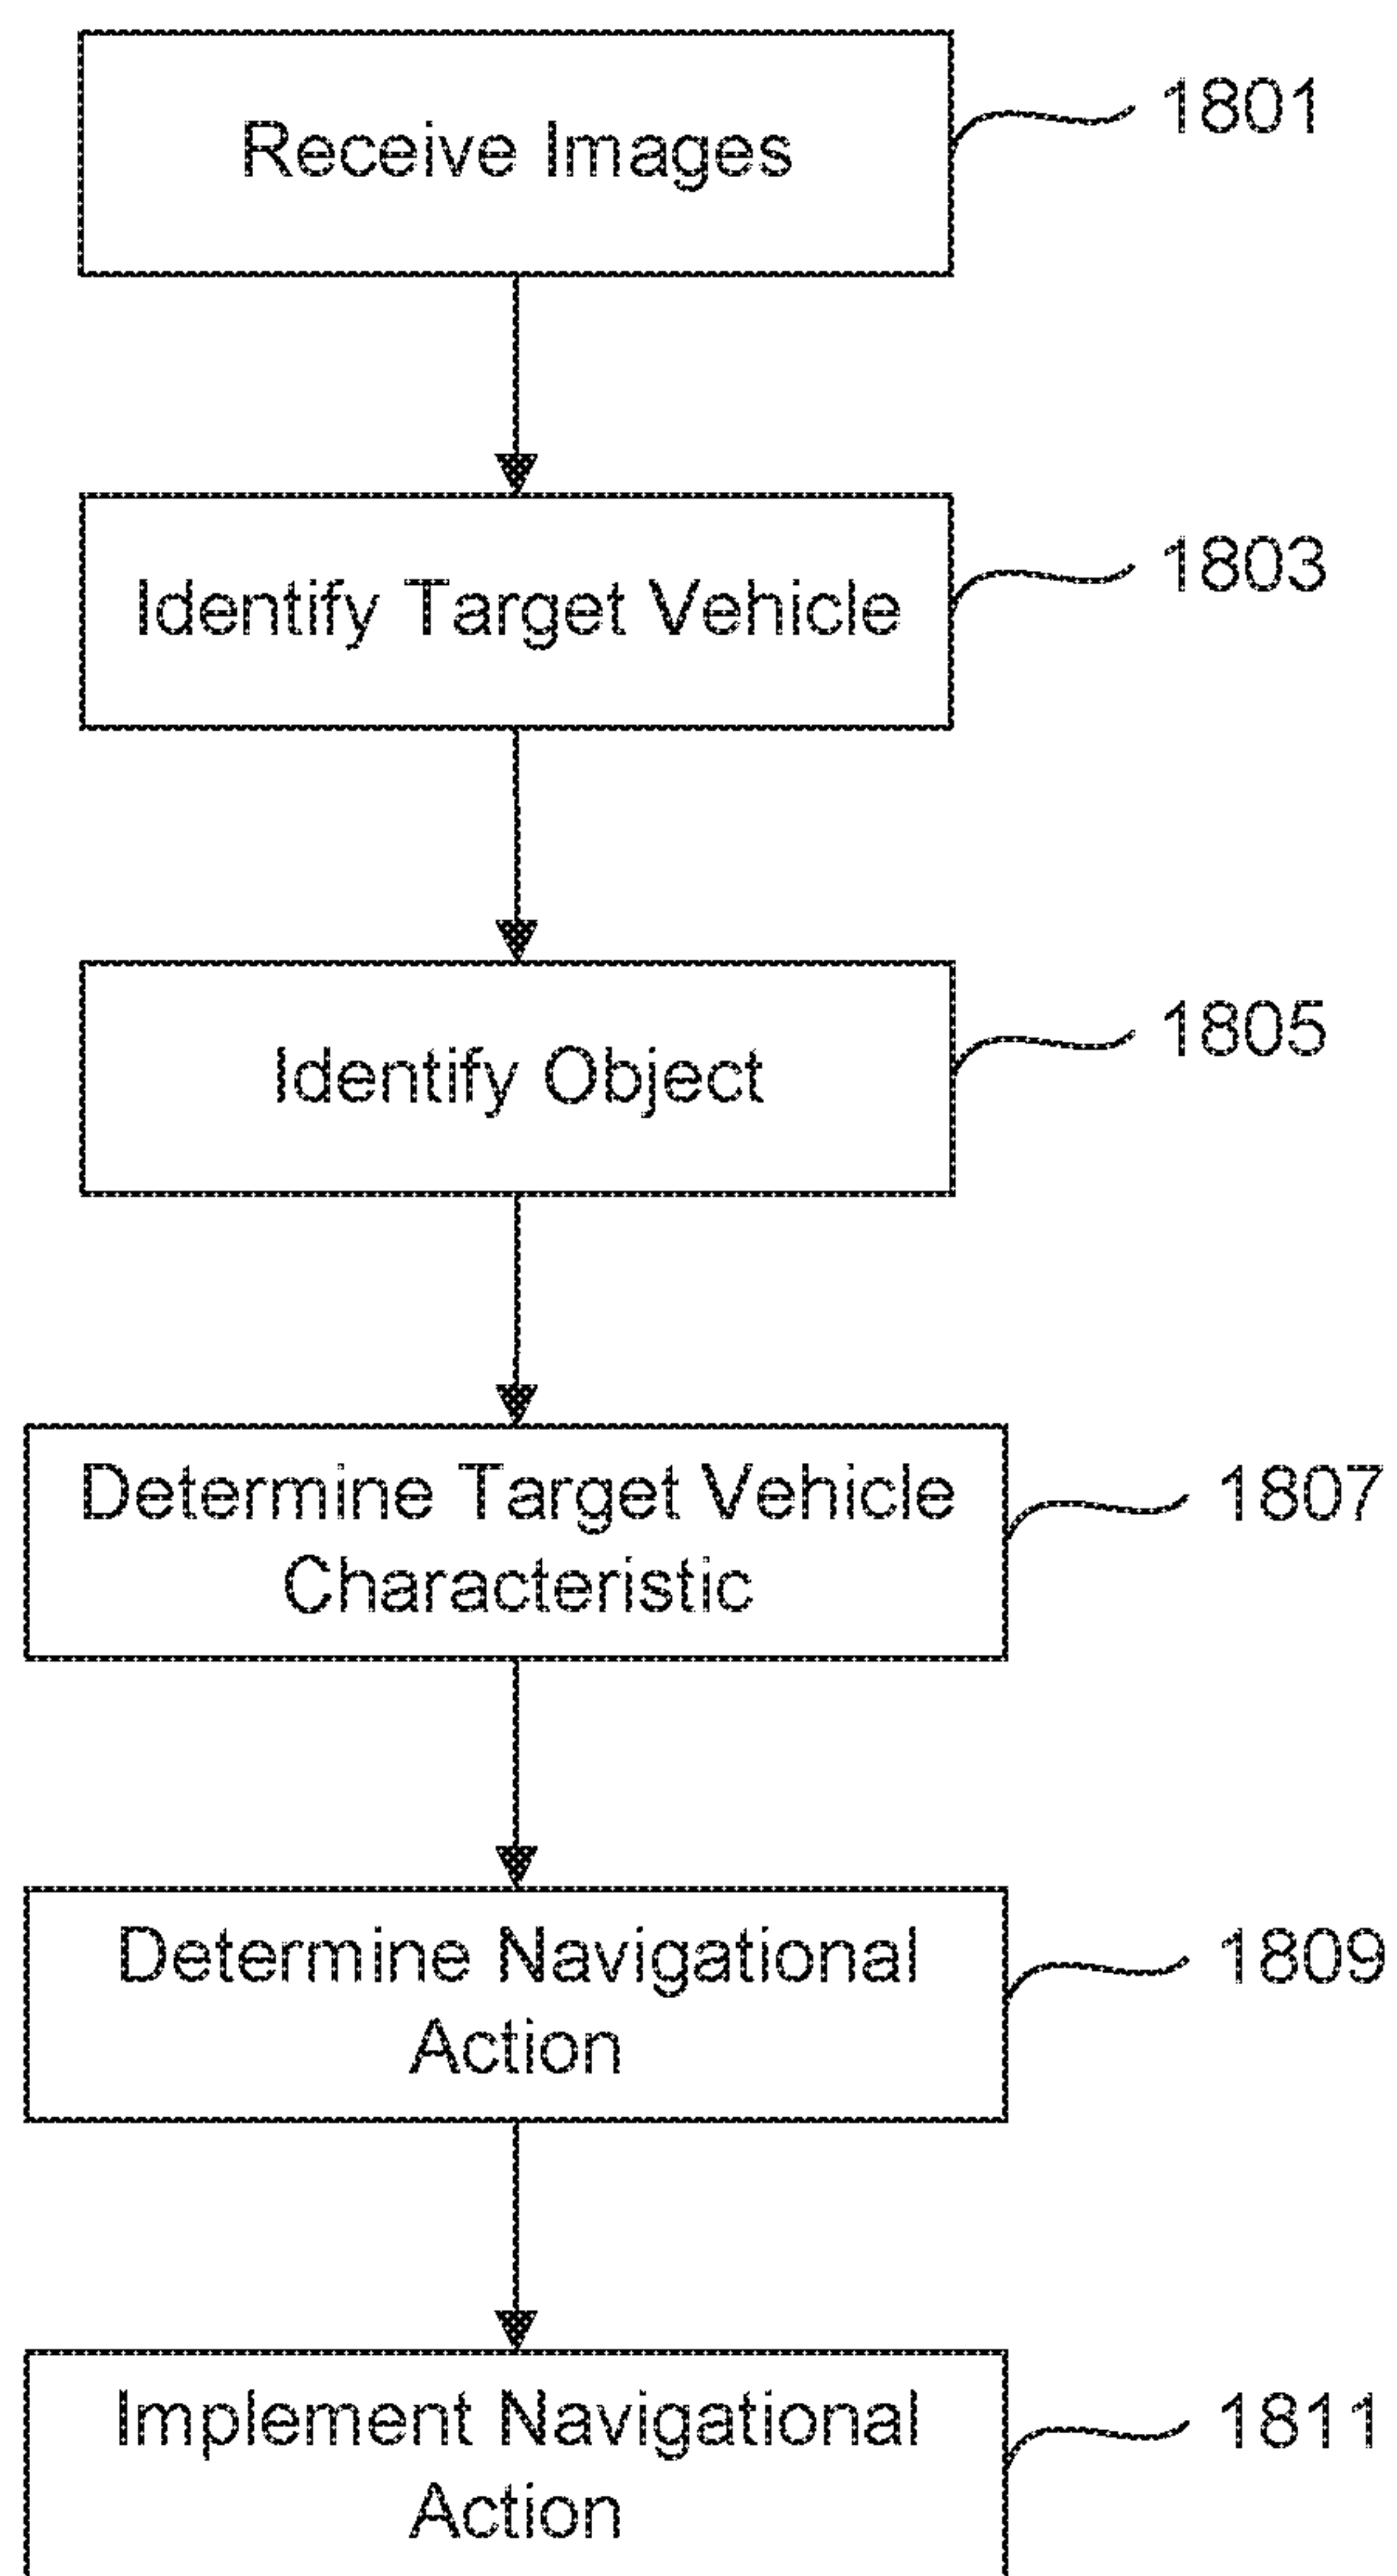 Receive Images
1801
Identify Target Vehicle
1803
Identify Object
1805
Determine Target Vehicle
Characteristic
1807
Determine Navigational
Action
1809
Implement Navigational
Action
1811